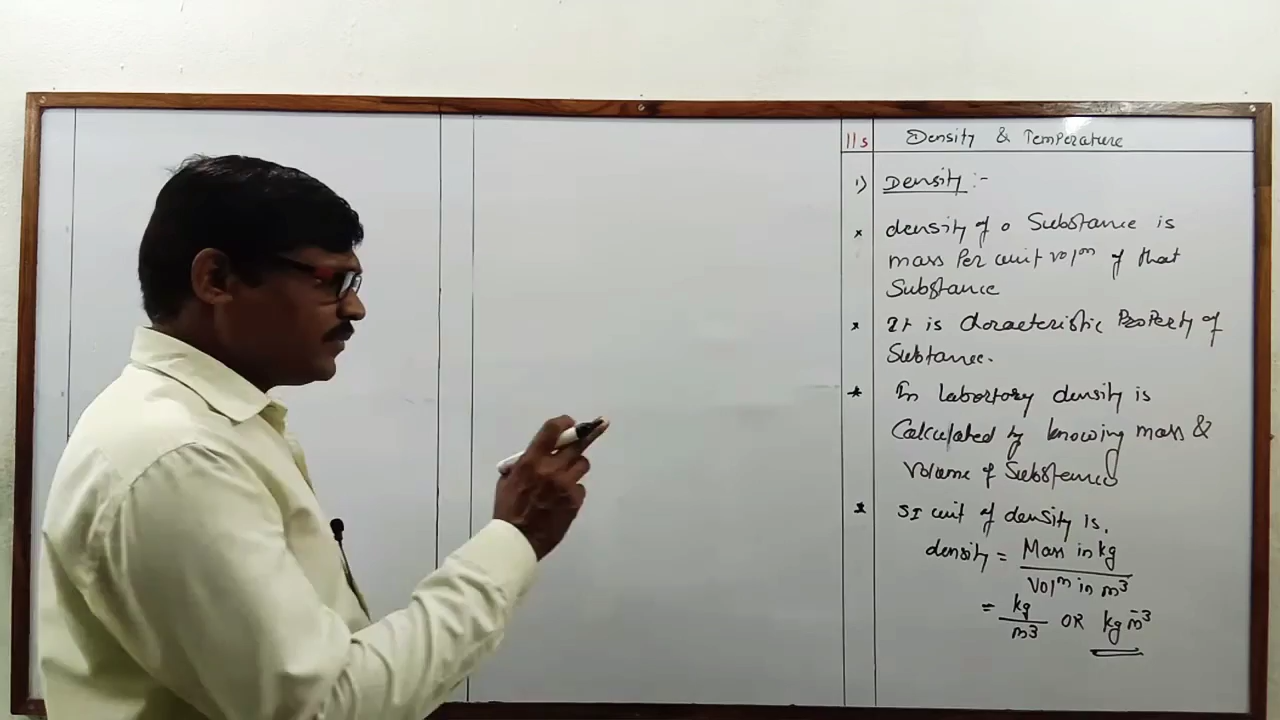 11s Density & Temperature
1) Density :-
* density of a Substance is
mass Per unit volm of that
Substance
* It is Characteristic Property of
Substance.
* In labortory density is
Calculated by knowing mass &
Volume of Substance
* SI unit of density is.
density = Mass in kg
Volm in m³
= kg
m³ OR kg m⁻³